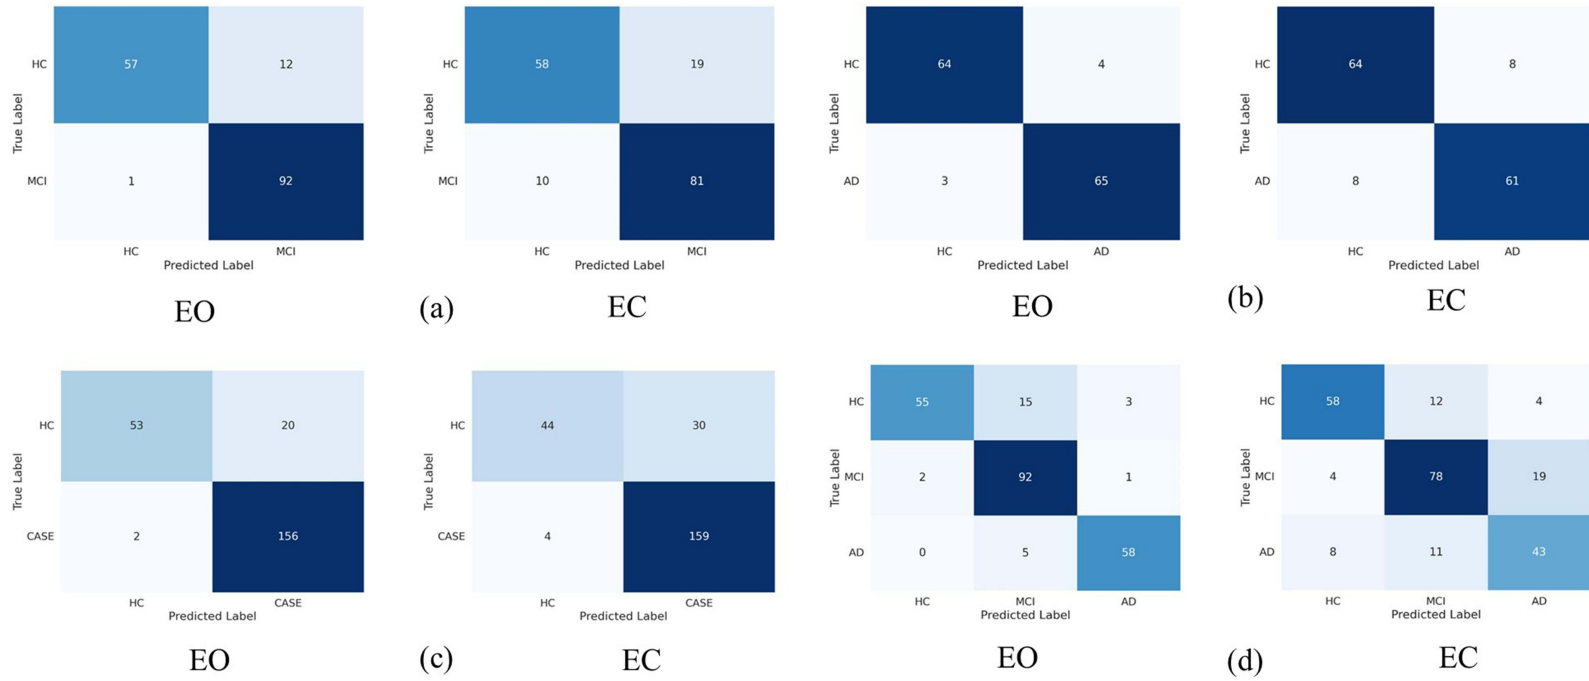 HC 57 12
MCI 1 92
True Label
HC MCI
Predicted Label
EO
(a)
HC 58 19
MCI 10 81
True Label
HC MCI
Predicted Label
EC
HC 64 4
AD 3 65
True Label
HC AD
Predicted Label
EO
(b)
HC 64 8
AD 8 61
True Label
HC AD
Predicted Label
EC
HC 53 20
CASE 2 156
True Label
HC CASE
Predicted Label
EO
(c)
HC 44 30
CASE 4 159
True Label
HC CASE
Predicted Label
EC
HC 55 15 3
MCI 2 92 1
AD 0 5 58
True Label
HC MCI AD
Predicted Label
EO
(d)
HC 58 12 4
MCI 4 78 19
AD 8 11 43
True Label
HC MCI AD
Predicted Label
EC